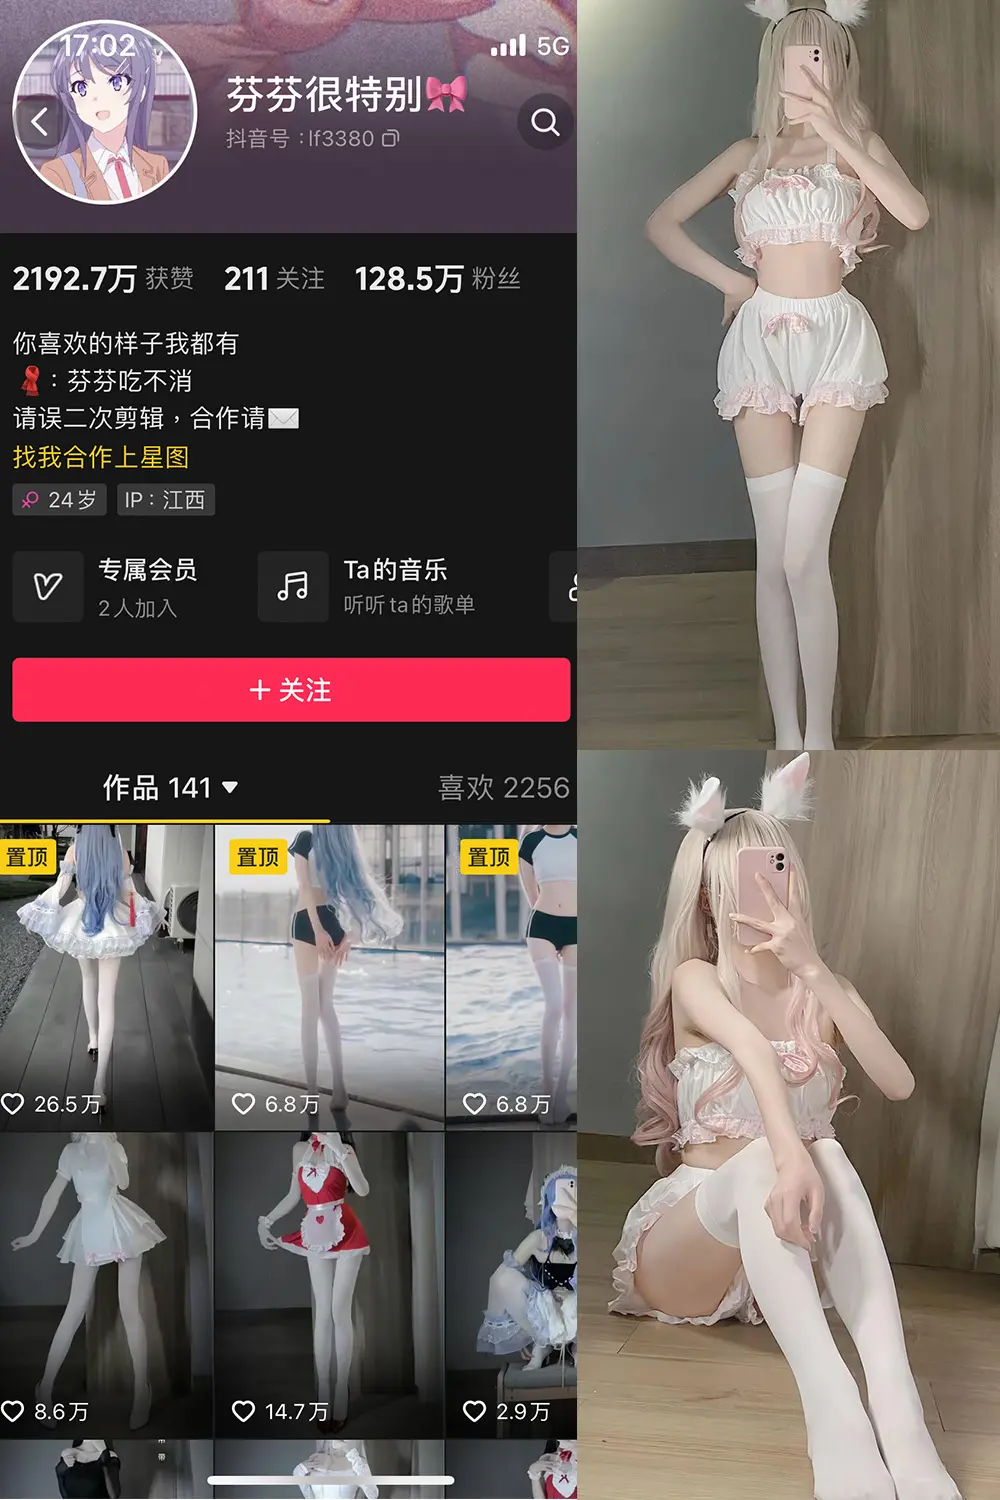 17:02
5G
芬芬很特别
抖音号：lf3380
2192.7万 获赞 211 关注 128.5万 粉丝
你喜欢的样子我都有
：芬芬吃不消
请误二次剪辑，合作请
找我合作上星图
24岁 IP：江西
专属会员
2人加入
Ta的音乐
听听ta的歌单
+ 关注
作品 141 喜欢 2256
置顶 置顶 置顶
26.5万 6.8万 6.8万
8.6万 14.7万 2.9万